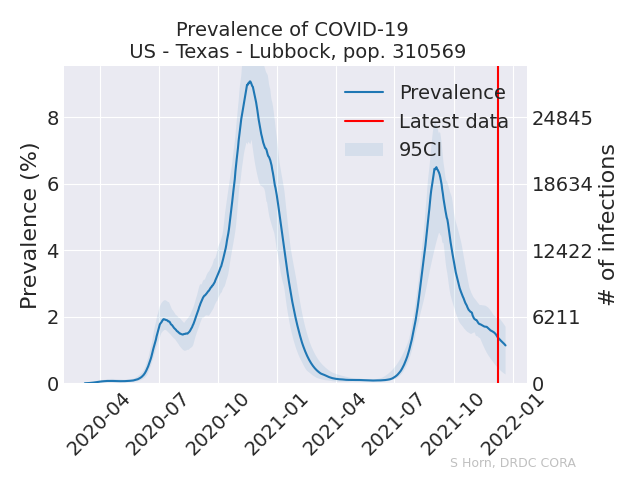 Prevalence of COVID-19
US - Texas - Lubbock, pop. 310569
Prevalence
Latest data
95CI
Prevalence (%)
8
6
4
2
0
24845
18634
12422
6211
0
# of infections
2020-04
2020-07
2020-10
2021-01
2021-04
2021-07
2021-10
2022-01
S Horn, DRDC CORA